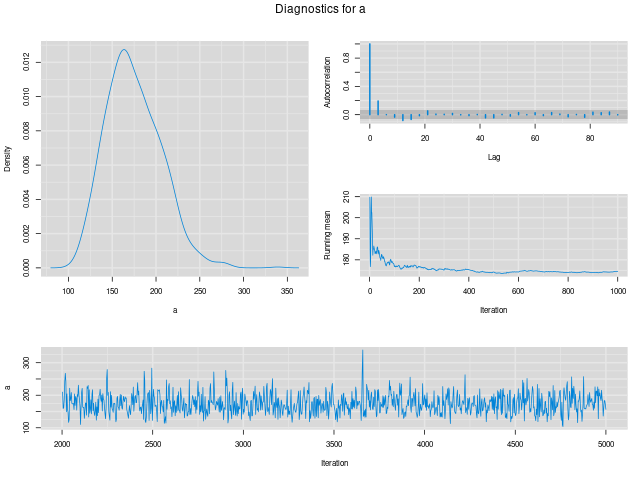 Diagnostics for a
Density
0.000 0.002 0.004 0.006 0.008 0.010 0.012
100 150 200 250 300 350
a
Autocorrelation
0.0 0.4 0.8
0 20 40 60 80
Lag
Running mean
180 190 200 210
0 200 400 600 800 1000
Iteration
a
100 200 300
2000 2500 3000 3500 4000 4500 5000
Iteration